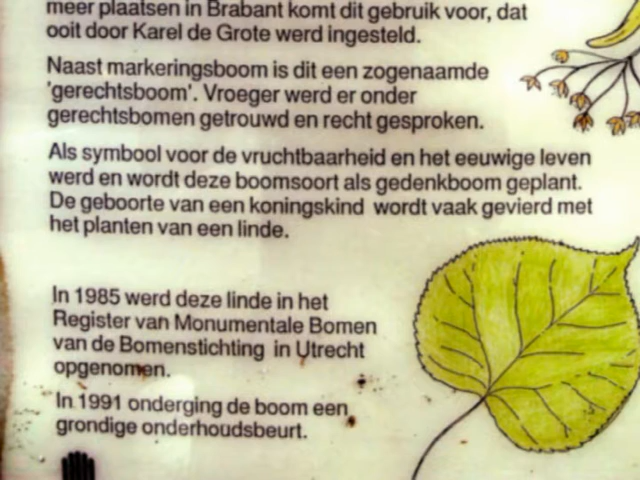 meer plaatsen in Brabant komt dit gebruik voor, dat
ooit door Karel de Grote werd ingesteld.
Naast markeringsboom is dit een zogenaamde
'gerechtsboom'. Vroeger werd er onder
gerechtsbomen getrouwd en recht gesproken.
Als symbool voor de vruchtbaarheid en het eeuwige leven
werd en wordt deze boomsoort als gedenkboom geplant.
De geboorte van een koningskind wordt vaak gevierd met
het planten van een linde.
In 1985 werd deze linde in het
Register van Monumentale Bomen
van de Bomenstichting in Utrecht
opgenomen.
In 1991 onderging de boom een
grondige onderhoudsbeurt.